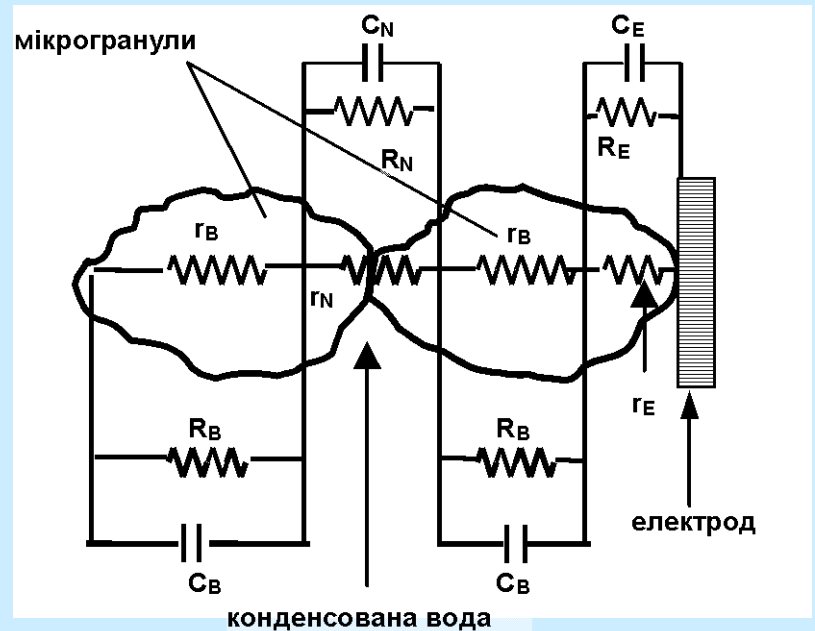 C_N
C_E
мікрогранули
R_N
R_E
r_B
r_B
r_N
r_E
R_B
R_B
електрод
C_B
C_B
конденсована вода